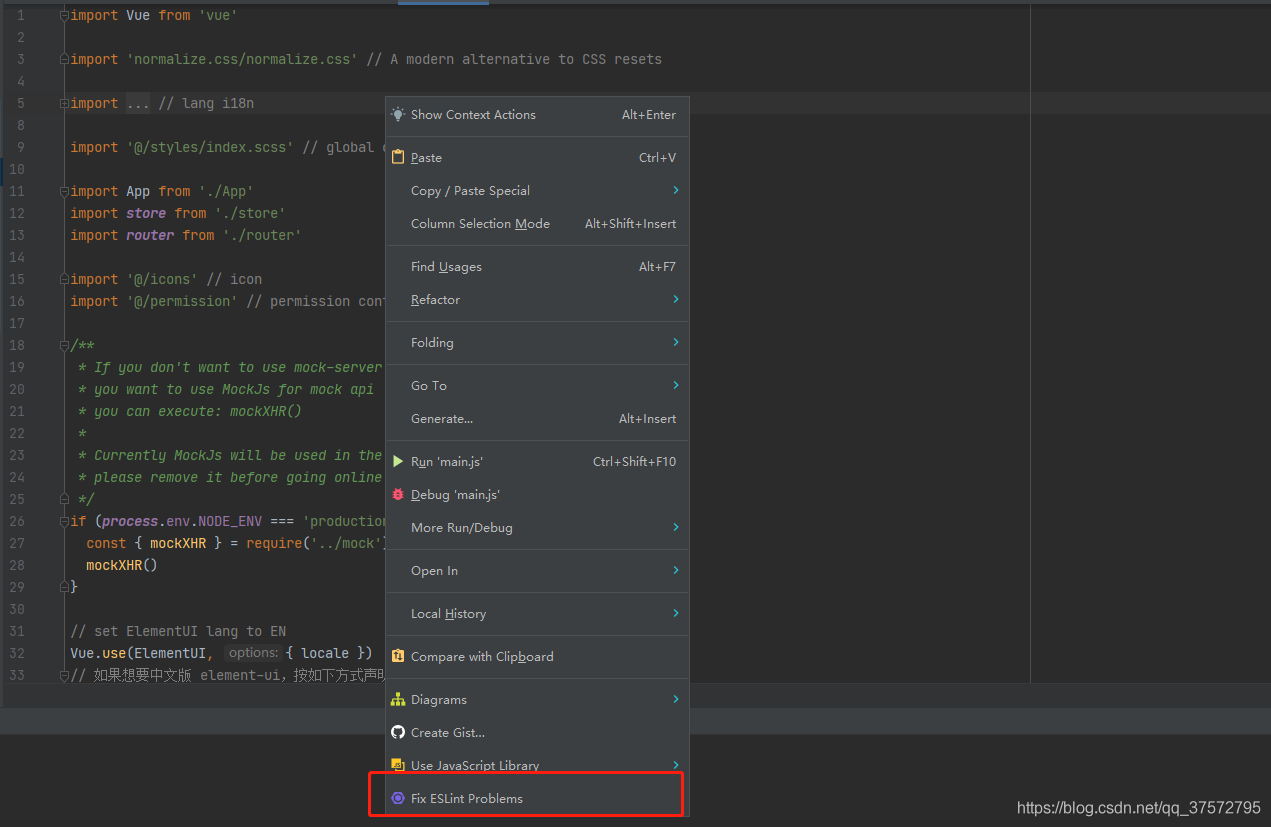 1 import Vue from 'vue'
2
3 import 'normalize.css/normalize.css' // A modern alternative to CSS resets
4
5 import ... // lang i18n
8
9 import '@/styles/index.scss' // global
10
11 import App from './App'
12 import store from './store'
13 import router from './router'
14
15 import '@/icons' // icon
16 import '@/permission' // permission
17
18 /**
19 * If you don't want to use mock-server
20 * you want to use MockJs for mock api
21 * you can execute: mockXHR()
22 *
23 * Currently MockJs will be used in the
24 * please remove it before going online
25 */
26 if (process.env.NODE_ENV === 'production
27 const { mockXHR } = require('../mock')
28 mockXHR()
29 }
30
31 // set ElementUI lang to EN
32 Vue.use(ElementUI, options: { locale })
33 // 如果想要中文版 element-ui，按如下方式声明
Show Context Actions Alt+Enter
Paste Ctrl+V
Copy / Paste Special
Column Selection Mode Alt+Shift+Insert
Find Usages Alt+F7
Refactor
Folding
Go To
Generate... Alt+Insert
Run 'main.js' Ctrl+Shift+F10
Debug 'main.js'
More Run/Debug
Open In
Local History
Compare with Clipboard
Diagrams
Create Gist...
Use JavaScript Library
Fix ESLint Problems
https://blog.csdn.net/qq_37572795